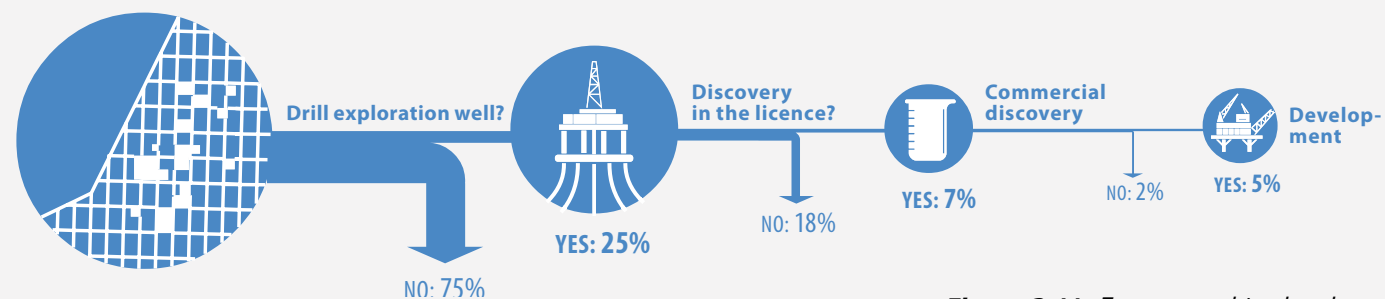 Drill exploration well?
YES: 25%
NO: 75%
Discovery
in the licence?
NO: 18%
YES: 7%
Commercial
discovery
NO: 2%
YES: 5%
Develop-
ment